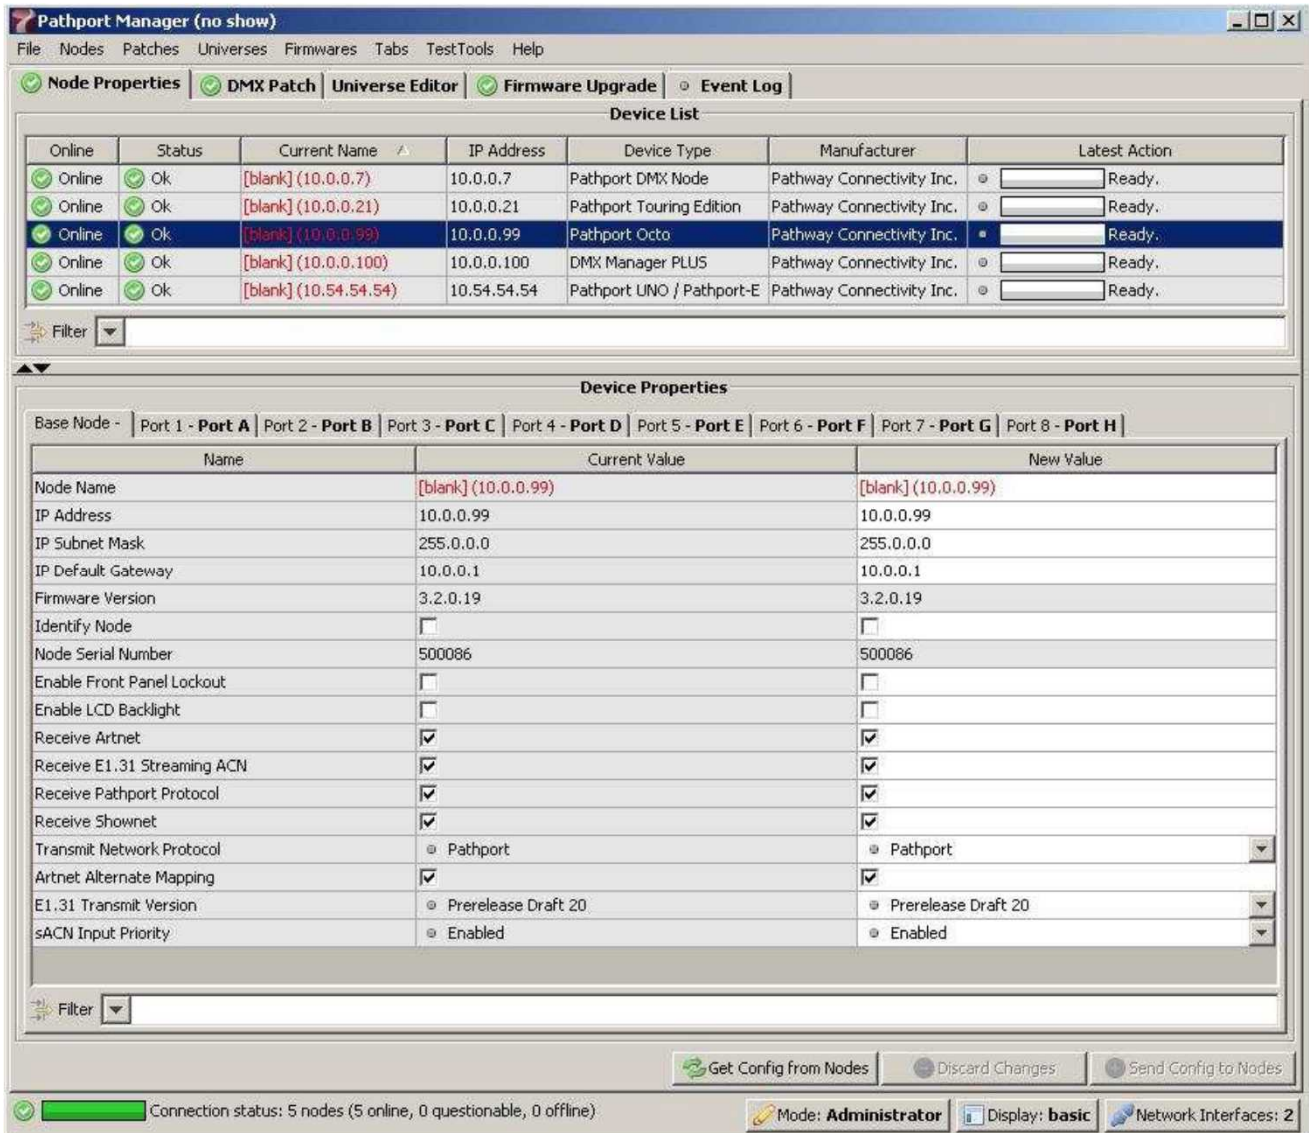 Pathport Manager (no show)
File Nodes Patches Universes Firmwares Tabs TestTools Help
Node Properties DMX Patch Universe Editor Firmware Upgrade Event Log
Device List
Online Status Current Name IP Address Device Type Manufacturer Latest Action
Online Ok [blank] (10.0.0.7) 10.0.0.7 Pathport DMX Node Pathway Connectivity Inc. Ready.
Online Ok [blank] (10.0.0.21) 10.0.0.21 Pathport Touring Edition Pathway Connectivity Inc. Ready.
Online Ok [blank] (10.0.0.99) 10.0.0.99 Pathport Octo Pathway Connectivity Inc. Ready.
Online Ok [blank] (10.0.0.100) 10.0.0.100 DMX Manager PLUS Pathway Connectivity Inc. Ready.
Online Ok [blank] (10.54.54.54) 10.54.54.54 Pathport UNO / Pathport-E Pathway Connectivity Inc. Ready.
Filter
Device Properties
Base Node - Port 1 - Port A Port 2 - Port B Port 3 - Port C Port 4 - Port D Port 5 - Port E Port 6 - Port F Port 7 - Port G Port 8 - Port H
Name Current Value New Value
Node Name [blank] (10.0.0.99) [blank] (10.0.0.99)
IP Address 10.0.0.99 10.0.0.99
IP Subnet Mask 255.0.0.0 255.0.0.0
IP Default Gateway 10.0.0.1 10.0.0.1
Firmware Version 3.2.0.19 3.2.0.19
Identify Node
Node Serial Number 500086 500086
Enable Front Panel Lockout
Enable LCD Backlight
Receive Artnet
Receive E1.31 Streaming ACN
Receive Pathport Protocol
Receive Shownet
Transmit Network Protocol Pathport Pathport
Artnet Alternate Mapping
E1.31 Transmit Version Prerelease Draft 20 Prerelease Draft 20
sACN Input Priority Enabled Enabled
Filter
Get Config from Nodes Discard Changes Send Config to Nodes
Connection status: 5 nodes (5 online, 0 questionable, 0 offline) Mode: Administrator Display: basic Network Interfaces: 2